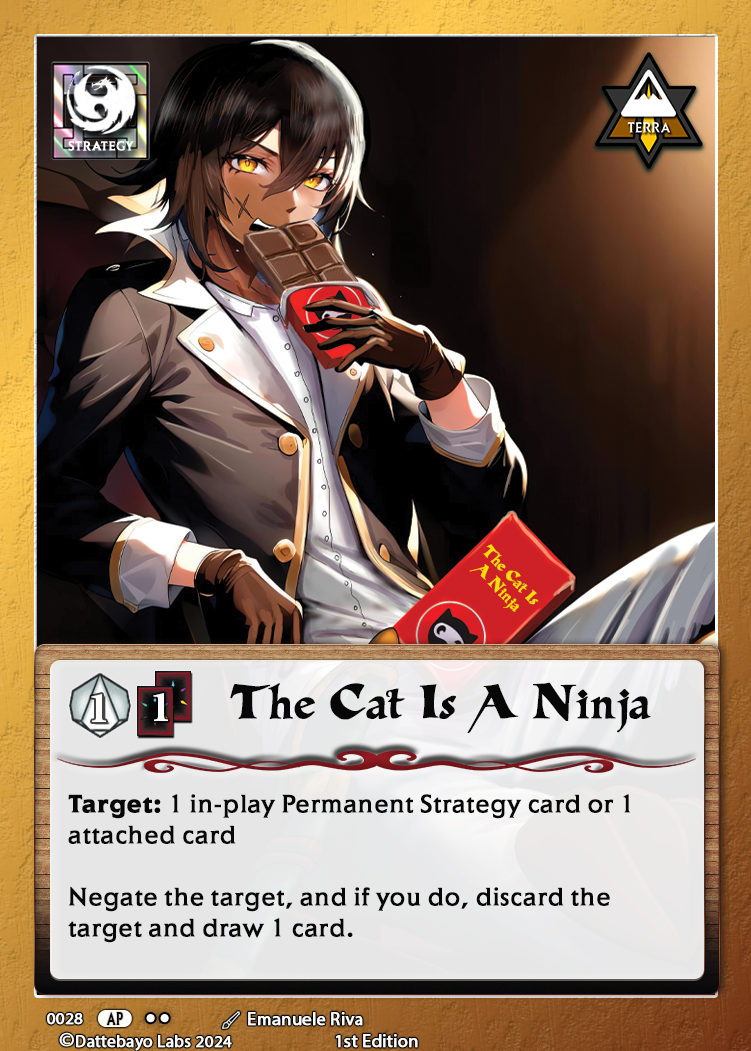 STRATEGY
TERRA
The Cat Is
A Ninja
1 1 The Cat Is A Ninja
Target: 1 in-play Permanent Strategy card or 1
attached card
Negate the target, and if you do, discard the
target and draw 1 card.
0028 AP Emanuele Riva
©Dattebayo Labs 2024 1st Edition